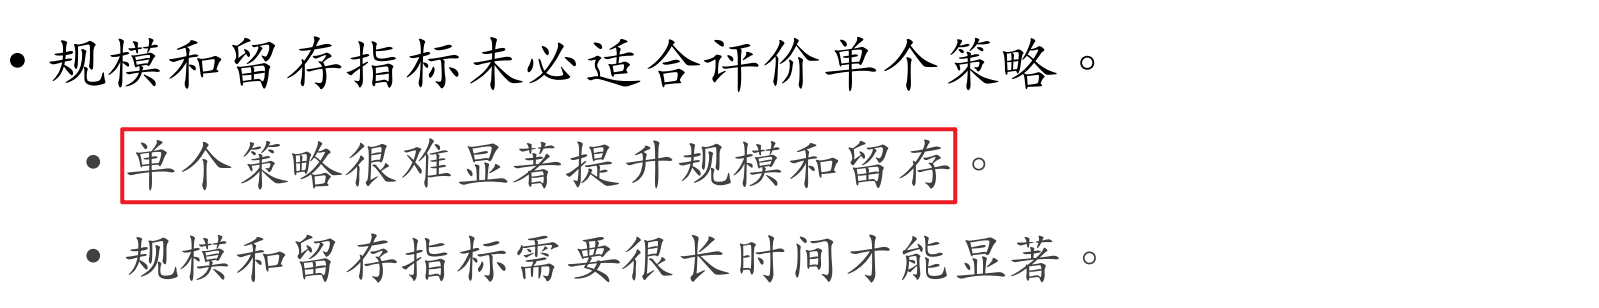 • 规模和留存指标未必适合评价单个策略。
• 单个策略很难显著提升规模和留存。
• 规模和留存指标需要很长时间才能显著。